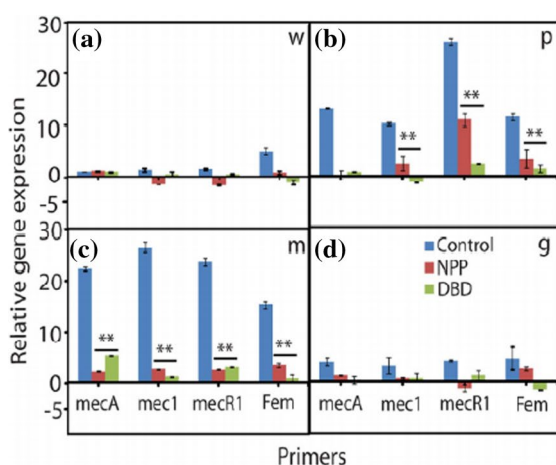 30
(a)
w
(b)
p
20
10
0
-5
**
**
**
30
(c)
m
(d)
g
20
10
0
-5
**
**
**
**
Control
NPP
DBD
mecA mec1 mecR1 Fem
mecA mec1 mecR1 Fem
Relative gene expression
Primers